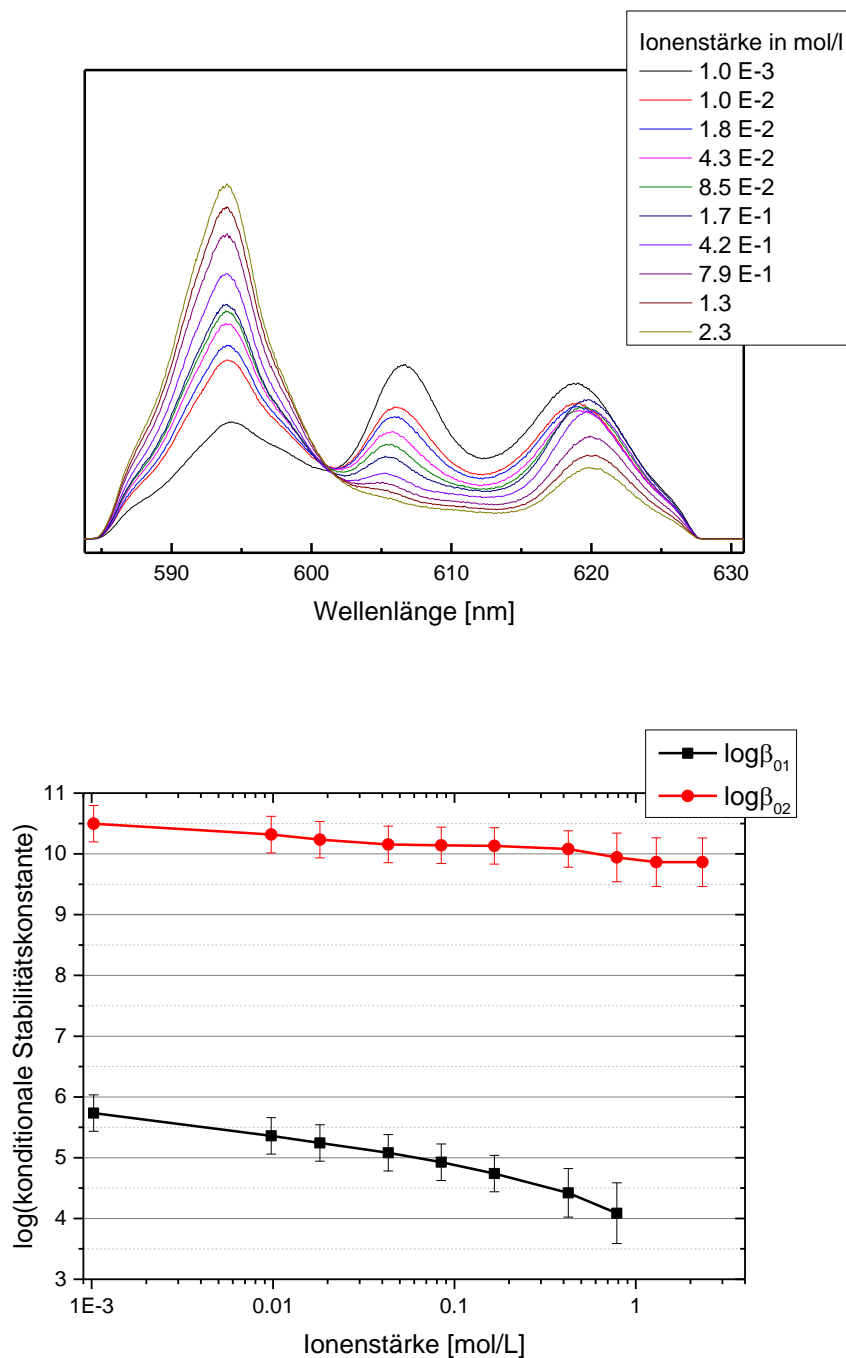 Ionenstärke in mol/l
1.0 E-3
1.0 E-2
1.8 E-2
4.3 E-2
8.5 E-2
1.7 E-1
4.2 E-1
7.9 E-1
1.3
2.3
590 600 610 620 630
Wellenlänge [nm]
logβ01
logβ02
11
10
9
8
7
6
5
4
3
log(konditionale Stabilitätskonstante)
1E-3 0.01 0.1 1
Ionenstärke [mol/L]